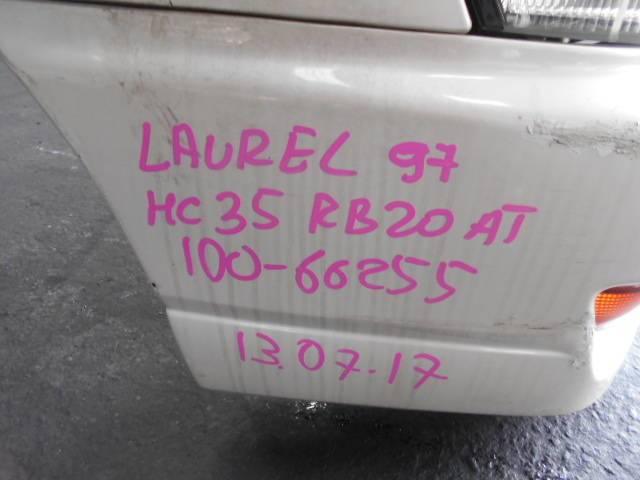 LAUREL 97
HC35 RB20 AT
100-66255
13.07.17